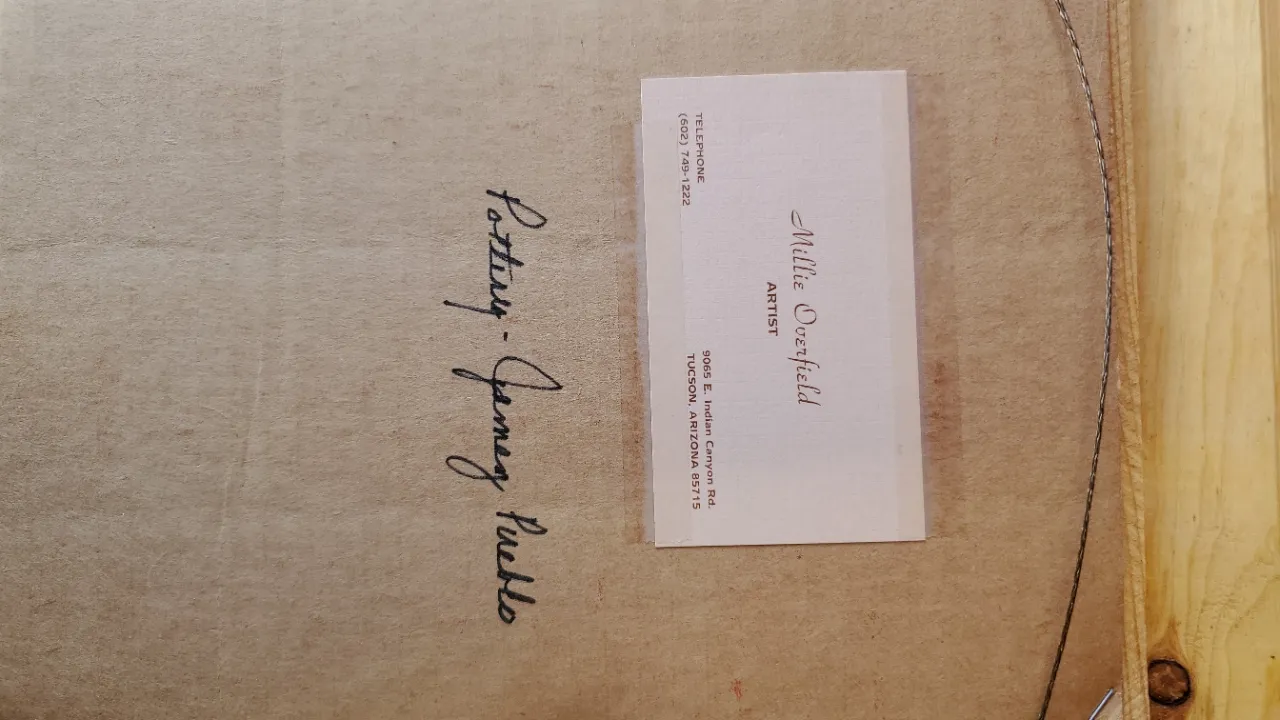 Millie Overfield
ARTIST
TELEPHONE
(602) 749-1222
9065 E. Indian Canyon Rd.
TUCSON, ARIZONA 85715
Pottery - Jemez Pueblo